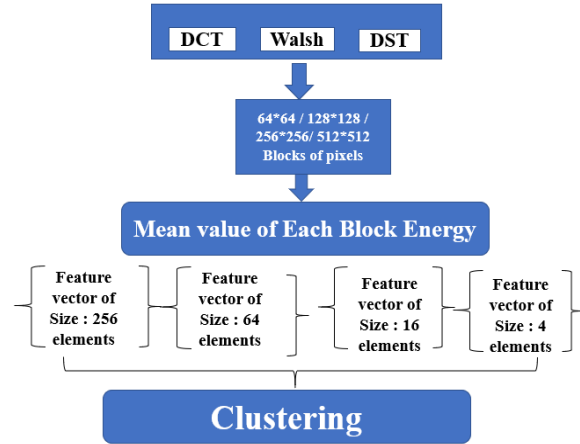 DCT Walsh DST
64*64 / 128*128 /
256*256/ 512*512
Blocks of pixels
Mean value of Each Block Energy
Feature
vector of
Size : 256
elements
Feature
vector of
Size : 64
elements
Feature
vector of
Size : 16
elements
Feature
vector of
Size : 4
elements
Clustering